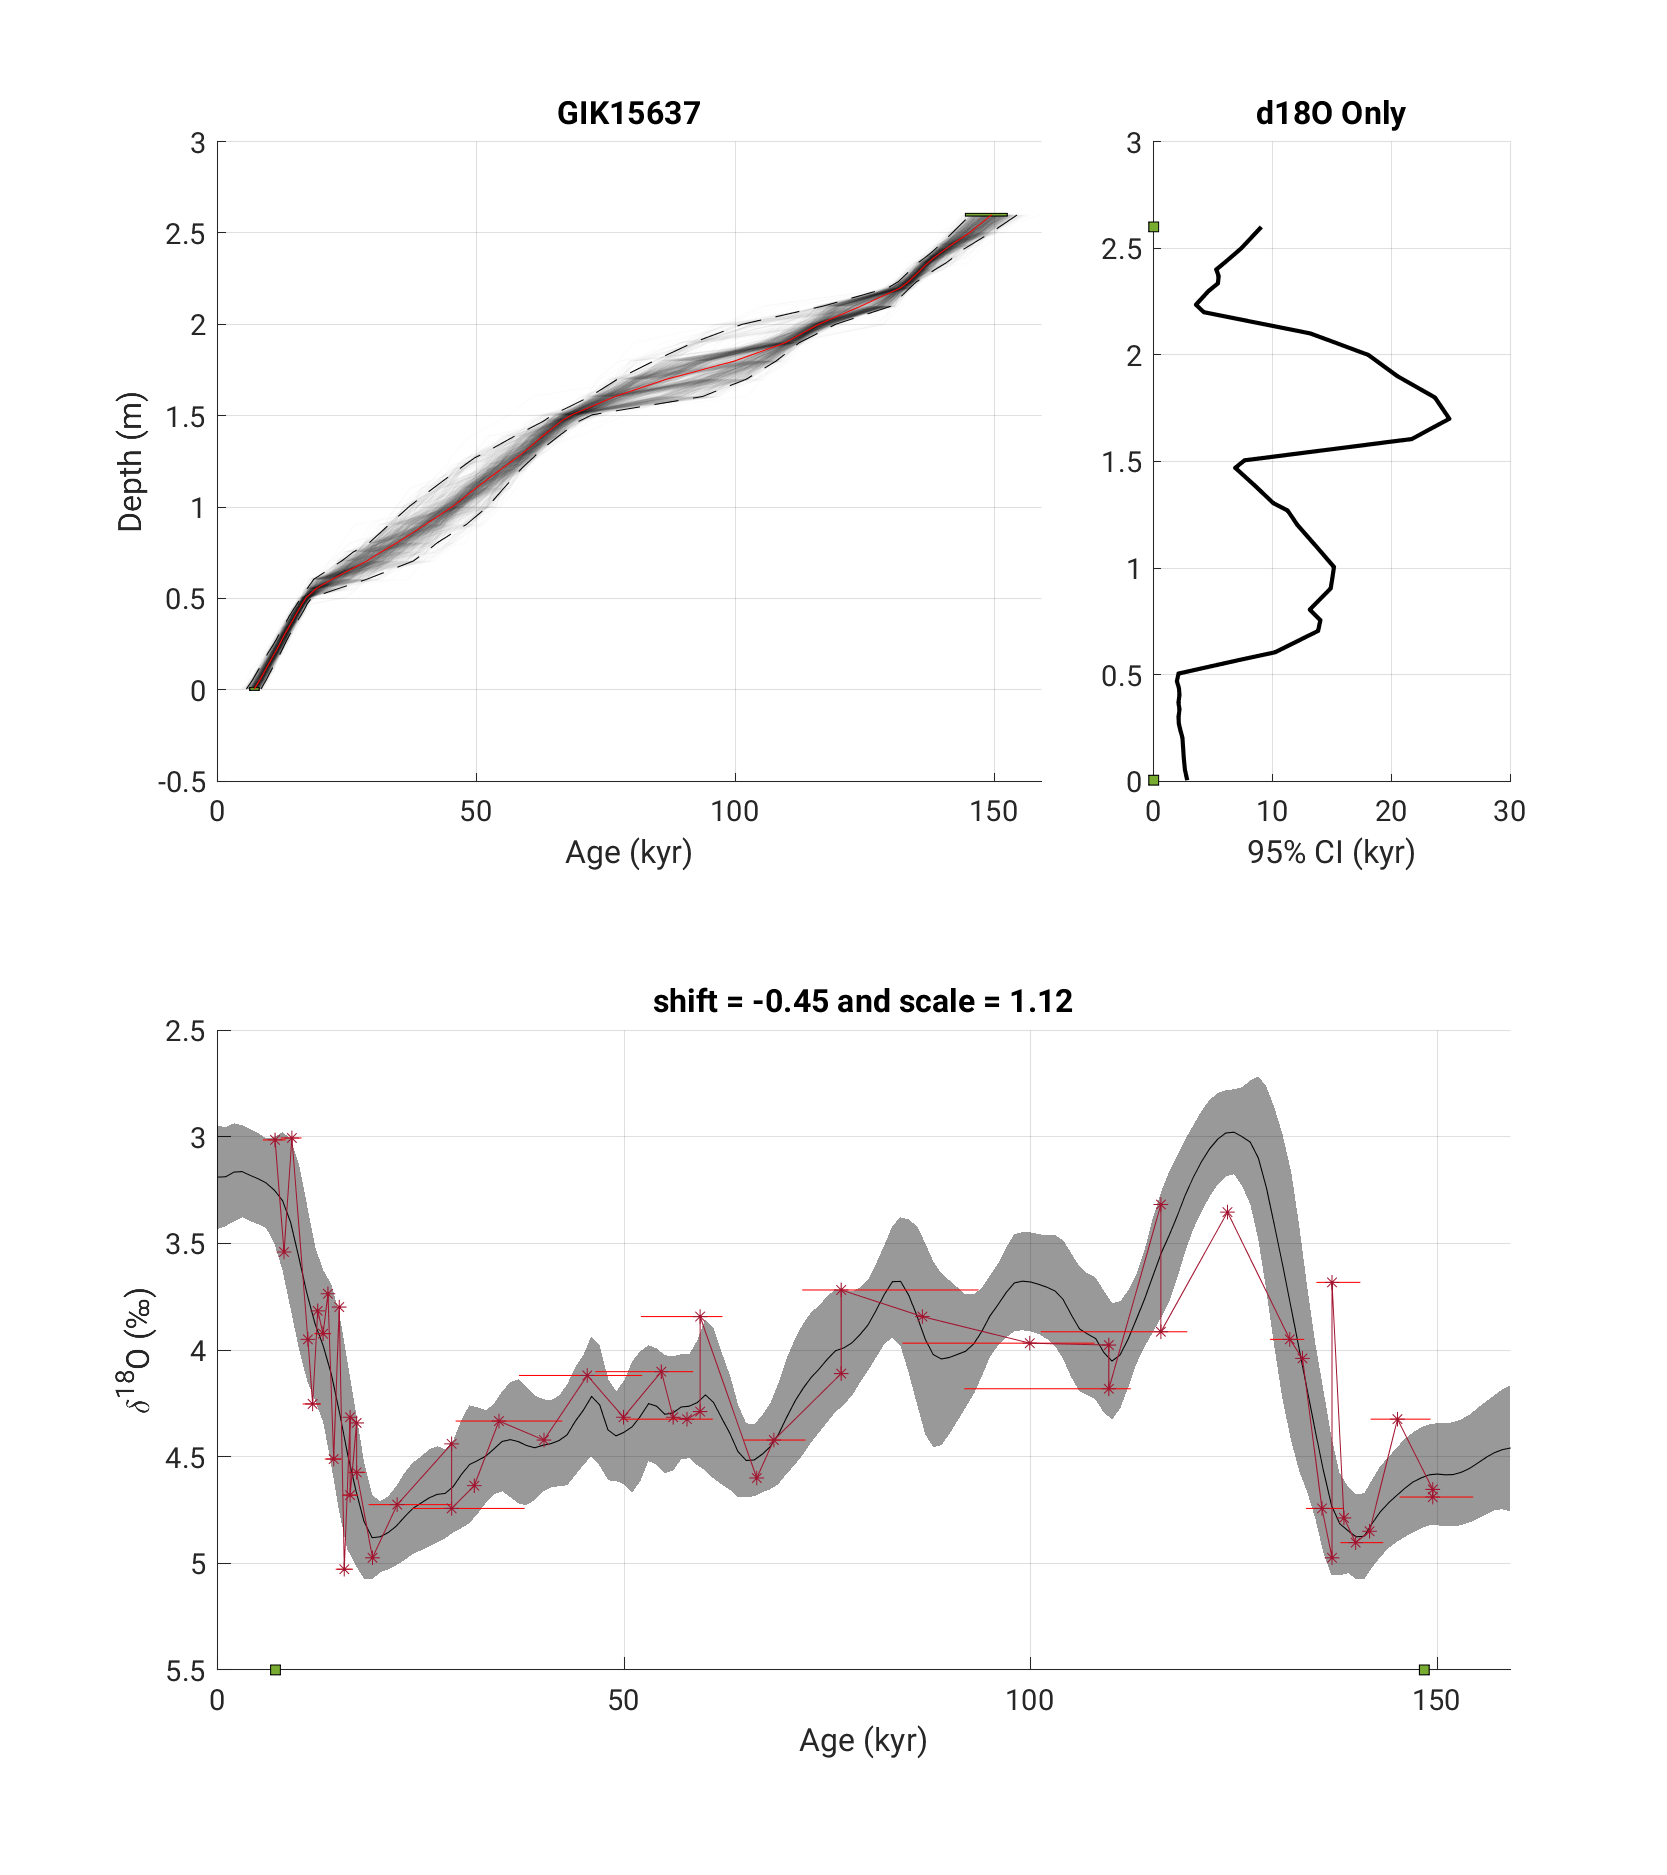 GIK15637
d18O Only
3
2.5
2
1.5
1
0.5
0
-0.5
Depth (m)
0 50 100 150
Age (kyr)
3
2.5
2
1.5
1
0.5
0
0 10 20 30
95% CI (kyr)
shift = -0.45 and scale = 1.12
2.5
3
3.5
4
4.5
5
5.5
δ¹⁸O (‰)
0 50 100 150
Age (kyr)